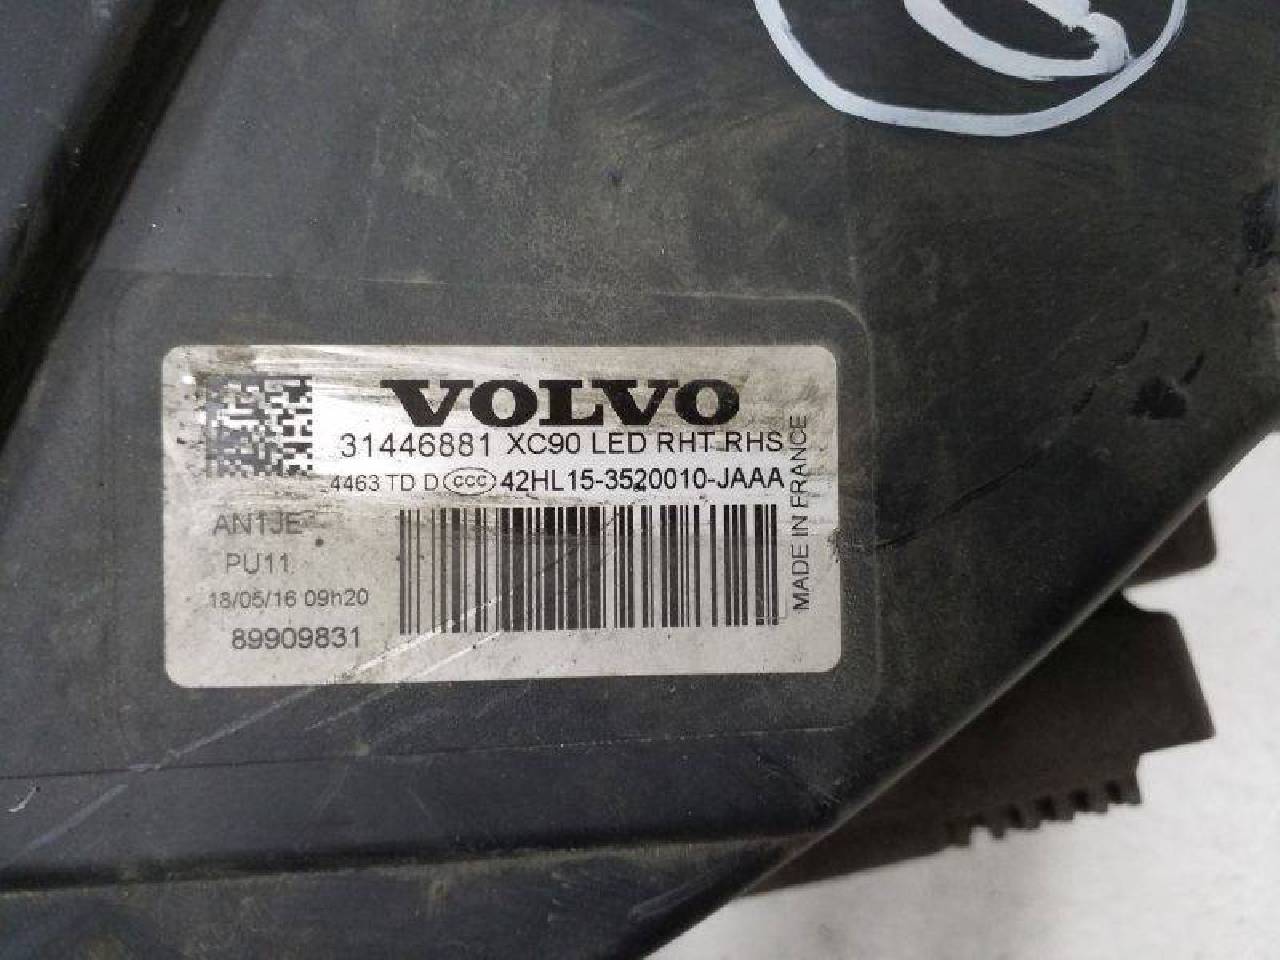 VOLVO
31446881 XC90 LED RHT RHS
4463 TD D CCC 42HL15-3520010-JAAA
AN1JE
PU11
18/05/16 09h20
89909831
MADE IN FRANCE